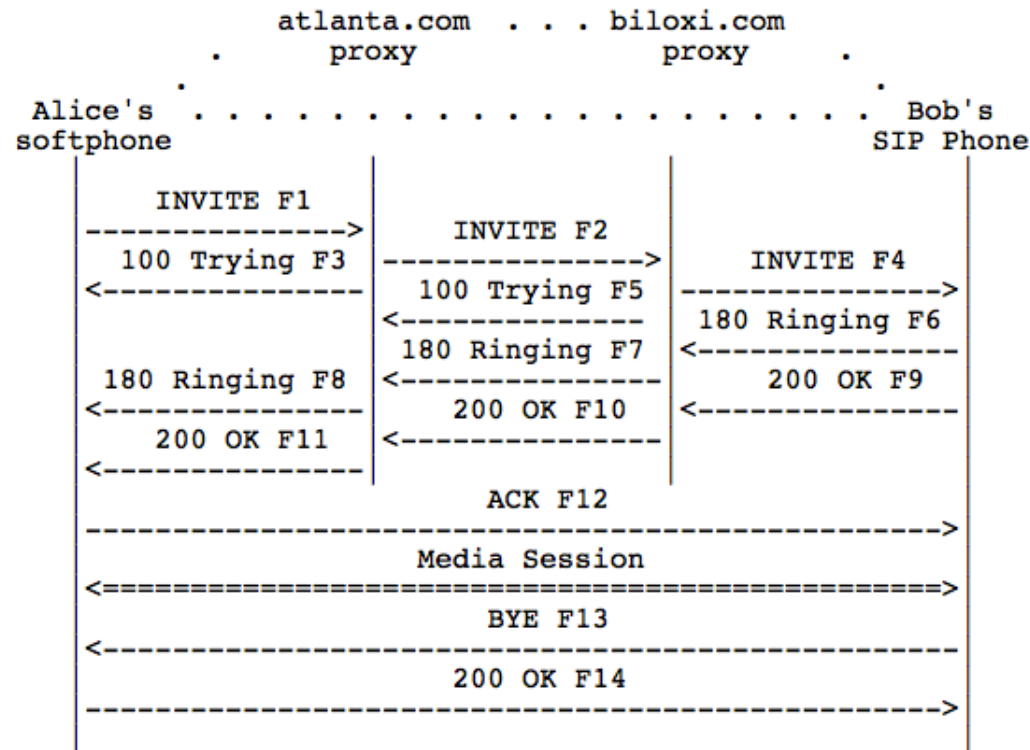 atlanta.com . . . biloxi.com
. proxy proxy .
. .
Alice's . . . . . . . . . . . . . . . . . . . . Bob's
softphone SIP Phone
INVITE F1
INVITE F2
100 Trying F3 INVITE F4
100 Trying F5
180 Ringing F6
180 Ringing F7
180 Ringing F8 200 OK F9
200 OK F10
200 OK F11
ACK F12
Media Session
BYE F13
200 OK F14